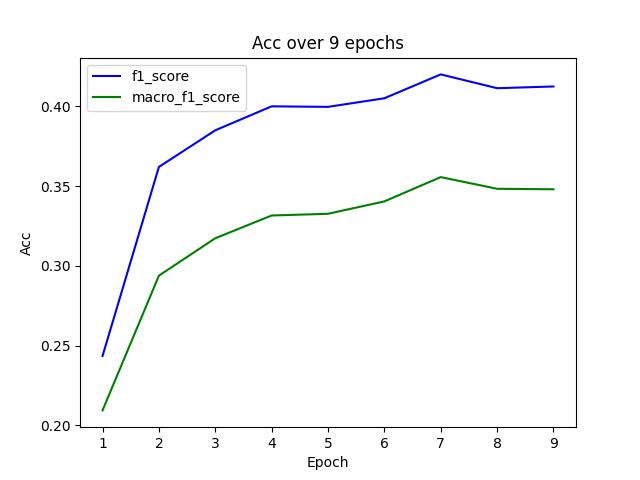 Acc over 9 epochs
f1_score
macro_f1_score
0.40
0.35
0.30
0.25
0.20
Acc
1 2 3 4 5 6 7 8 9
Epoch